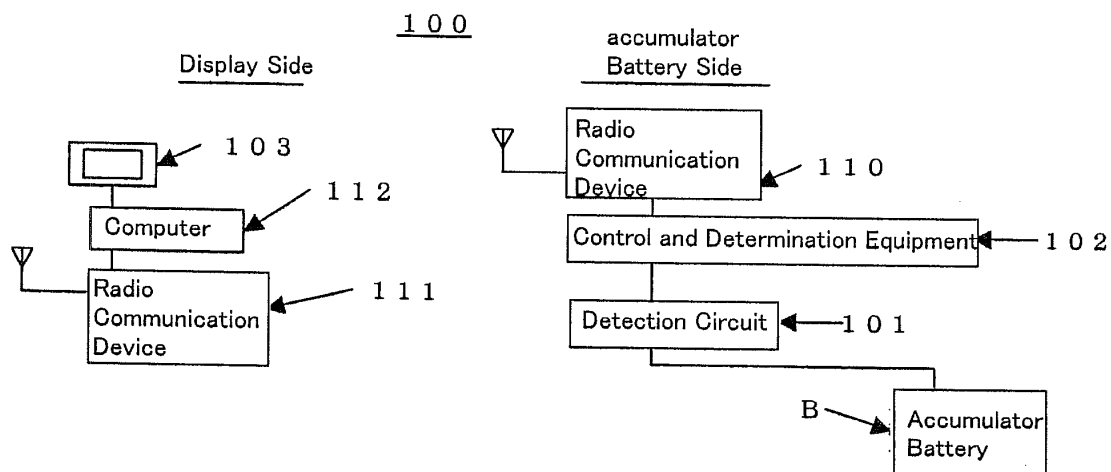 １００
Display Side
１０３
Computer
１１２
Radio
Communication
Device
１１１
accumulator
Battery Side
Radio
Communication
Device
１１０
Control and Determination Equipment
１０２
Detection Circuit
１０１
B
Accumulator
Battery